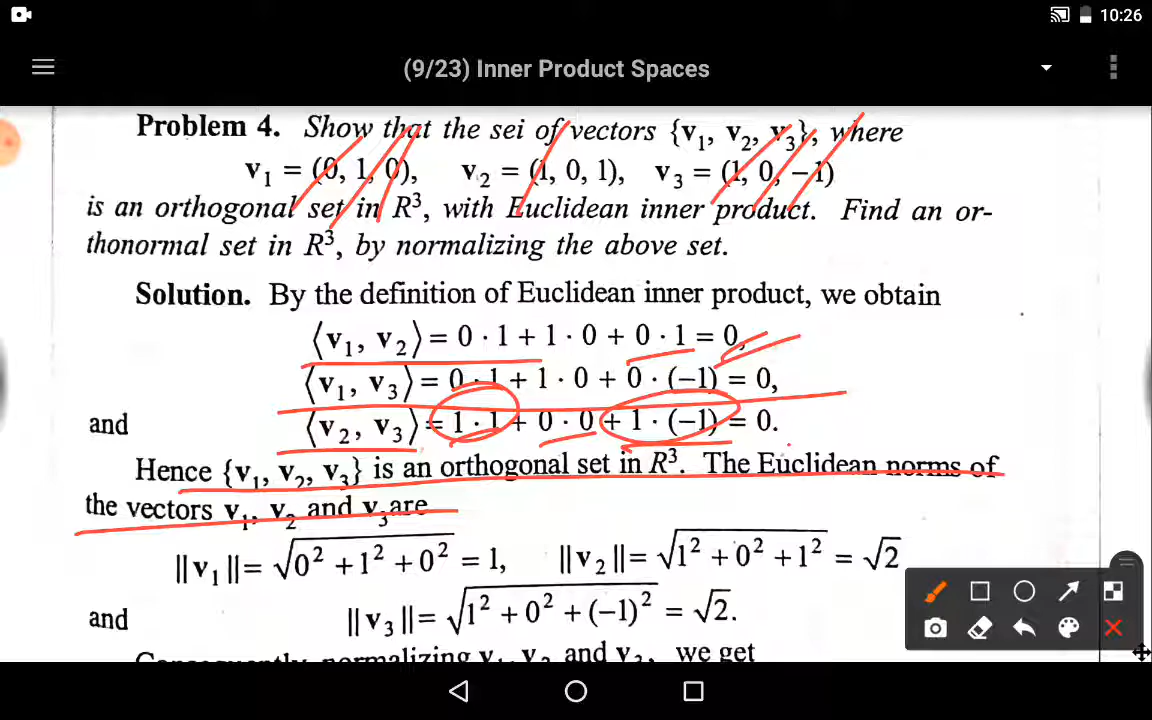 10:26
(9/23) Inner Product Spaces
Problem 4. Show that the sei of vectors {v₁, v₂, v₃}, where
v₁ = (0, 1, 0), v₂ = (1, 0, 1), v₃ = (1, 0, −1)
is an orthogonal set in R³, with Euclidean inner product. Find an or-
thonormal set in R³, by normalizing the above set.
Solution. By the definition of Euclidean inner product, we obtain
⟨v₁, v₂⟩ = 0 · 1 + 1 · 0 + 0 · 1 = 0,
⟨v₁, v₃⟩ = 0 · 1 + 1 · 0 + 0 · (−1) = 0,
and ⟨v₂, v₃⟩ = 1 · 1 + 0 · 0 + 1 · (−1) = 0.
Hence {v₁, v₂, v₃} is an orthogonal set in R³. The Euclidean norms of
the vectors v₁, v₂ and v₃are
||v₁||= √0² +1² +0² = 1, ||v₂||= √1² +0² +1² = √2
and ||v₃||= √1² +0² +(−1)² = √2.
Consequently, normalizing v₁, v₂ and v₃, we get